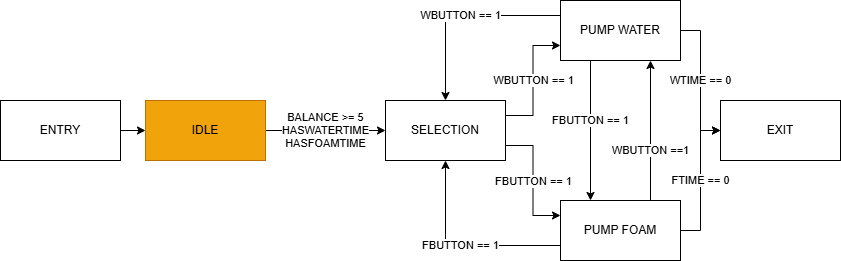 WBUTTON == 1
PUMP WATER
WBUTTON == 1
WTIME == 0
ENTRY
IDLE
BALANCE >= 5
HASWATERTIME
HASFOAMTIME
SELECTION
FBUTTON == 1
EXIT
WBUTTON ==1
FBUTTON == 1
FTIME == 0
PUMP FOAM
FBUTTON == 1